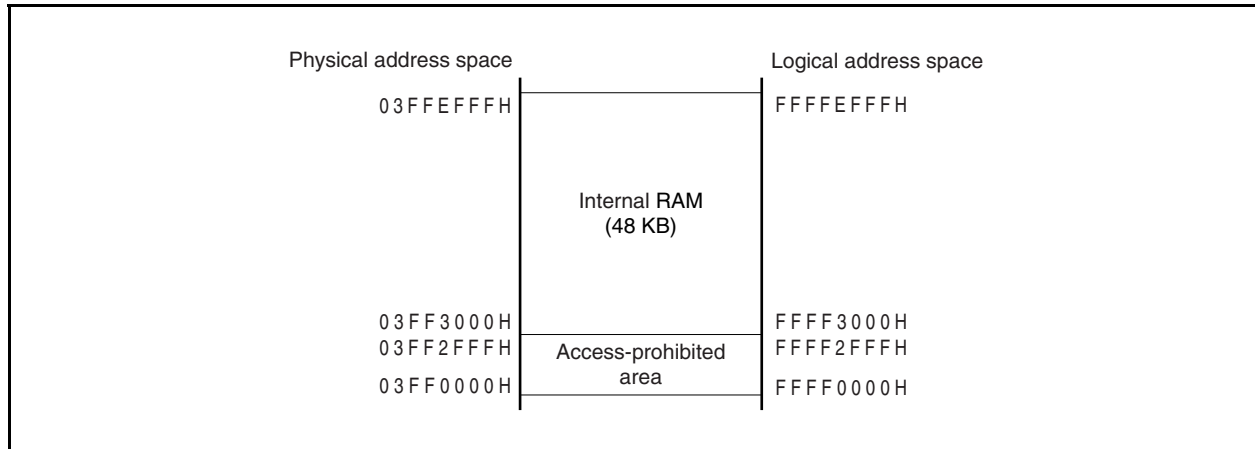 Physical address space
Logical address space
03FFEFFFH
FFFFEFFFH
Internal RAM
(48 KB)
03FF3000H
FFFF3000H
03FF2FFFH
Access-prohibited
area
FFFF2FFFH
03FF0000H
FFFF0000H